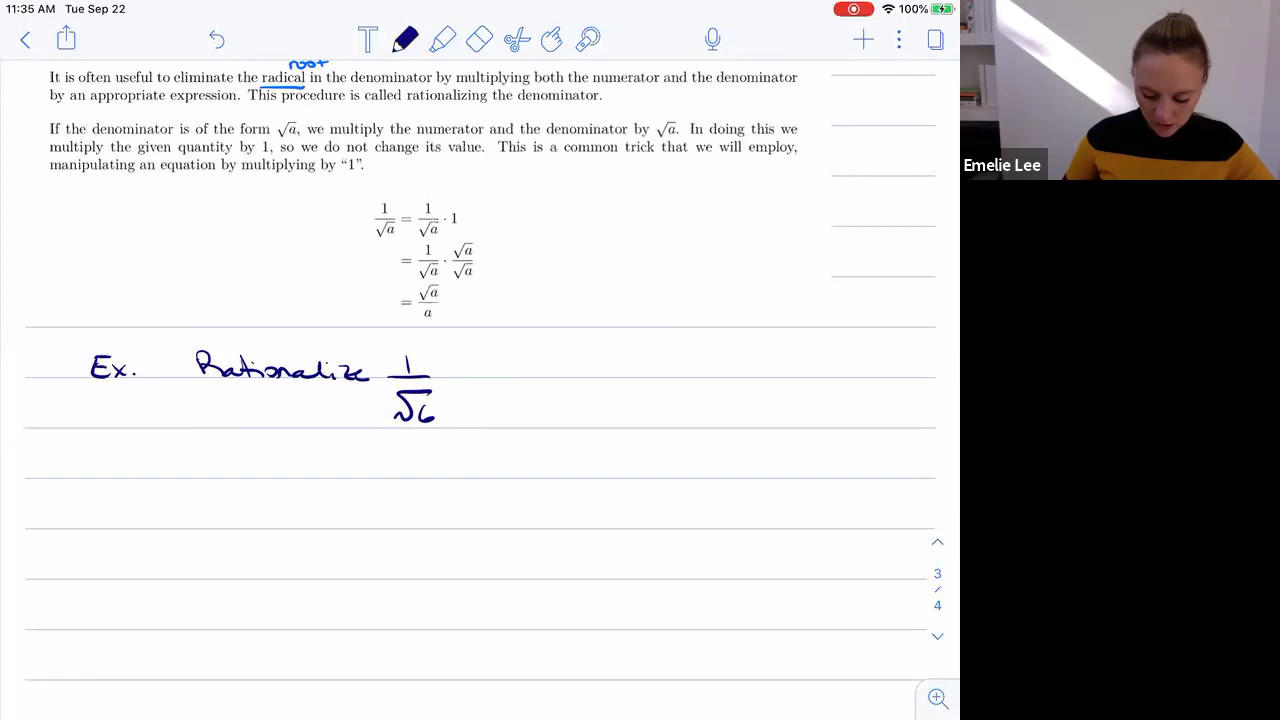 11:35 AM Tue Sep 22
100%
root
It is often useful to eliminate the radical in the denominator by multiplying both the numerator and the denominator
by an appropriate expression. This procedure is called rationalizing the denominator.
If the denominator is of the form √a, we multiply the numerator and the denominator by √a. In doing this we
multiply the given quantity by 1, so we do not change its value. This is a common trick that we will employ,
manipulating an equation by multiplying by “1”.
1/√a = 1/√a · 1
= 1/√a · √a/√a
= √a/a
Ex. Rationalize 1/√6
3
/
4
Emelie Lee